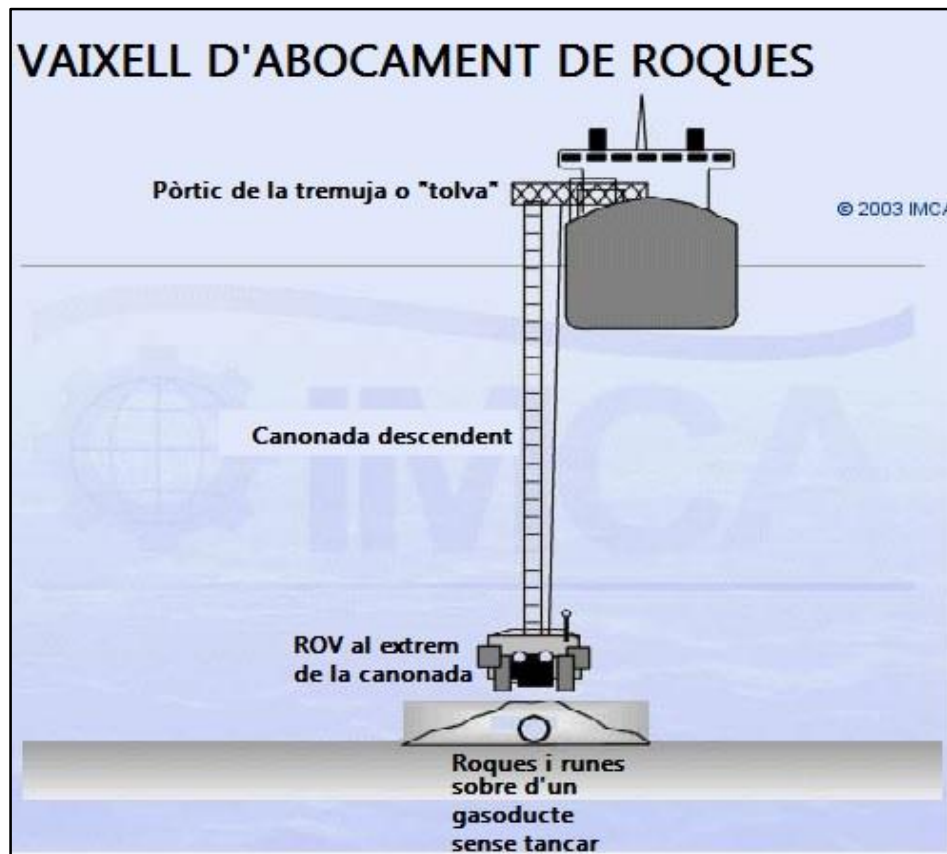 VAIXELL D'ABOCAMENT DE ROQUES
Pòrtic de la tremuja o "tolva"
© 2003 IMCA
IMCA
Canonada descendent
ROV al extrem
de la canonada
Roques i runes
sobre d'un
gasoducte
sense tancar